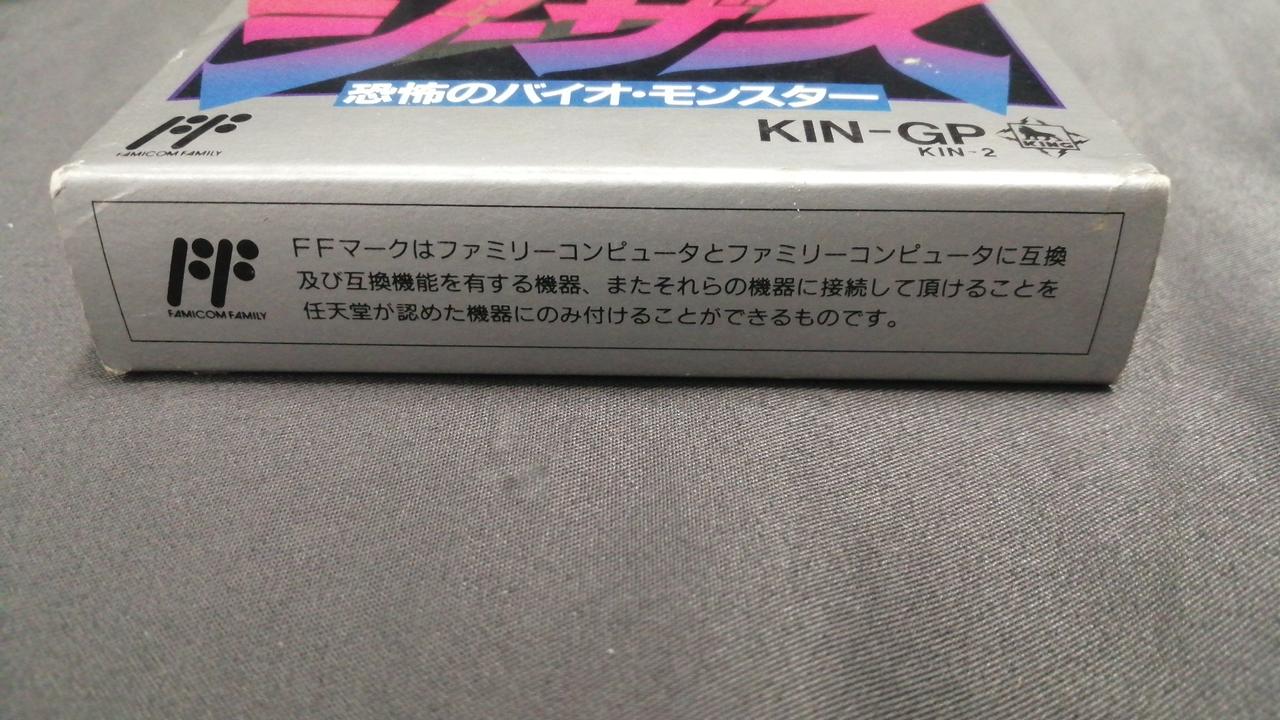 ジーザス
恐怖のバイオ・モンスター
FF
FAMICOM FAMILY
KIN-GP
KIN-2
KING
FF
FAMICOM FAMILY
FFマークはファミリーコンピュータとファミリーコンピュータに互換
及び互換機能を有する機器、またそれらの機器に接続して頂けることを
任天堂が認めた機器にのみ付けることができるものです。